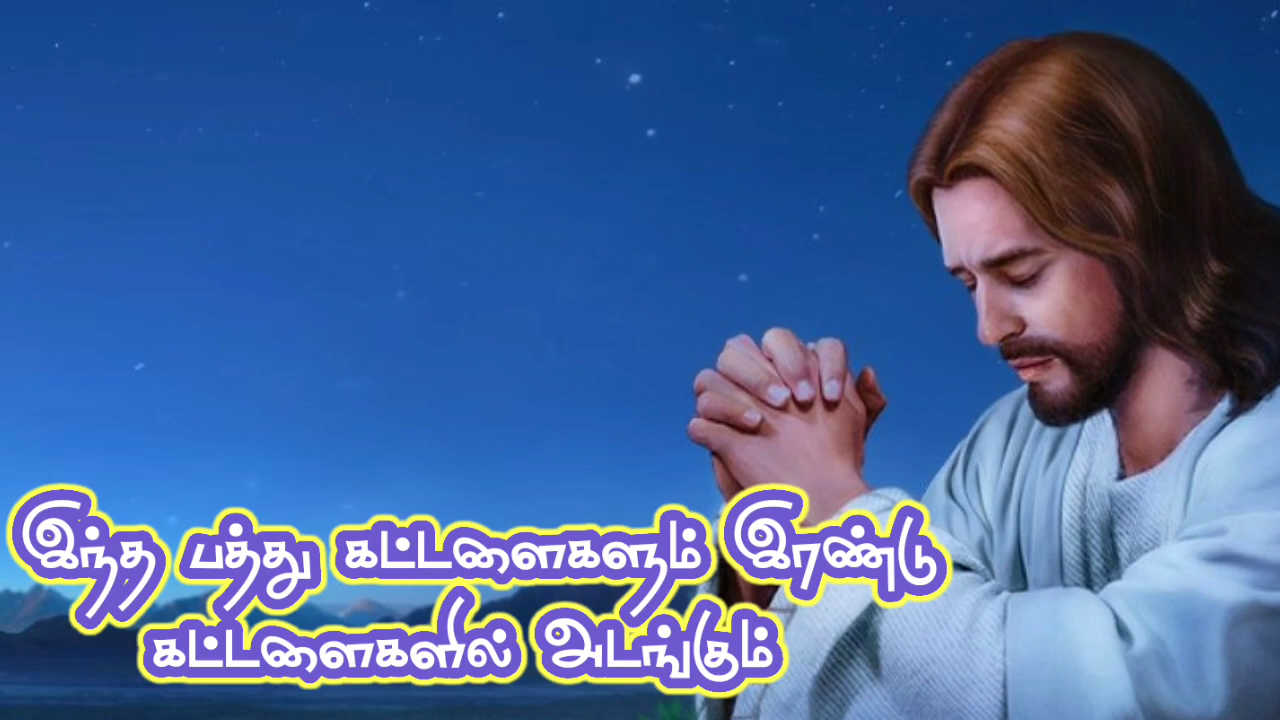 இந்த பத்து கட்டளைகளும் இரண்டு
கட்டளைகளில் அடங்கும்